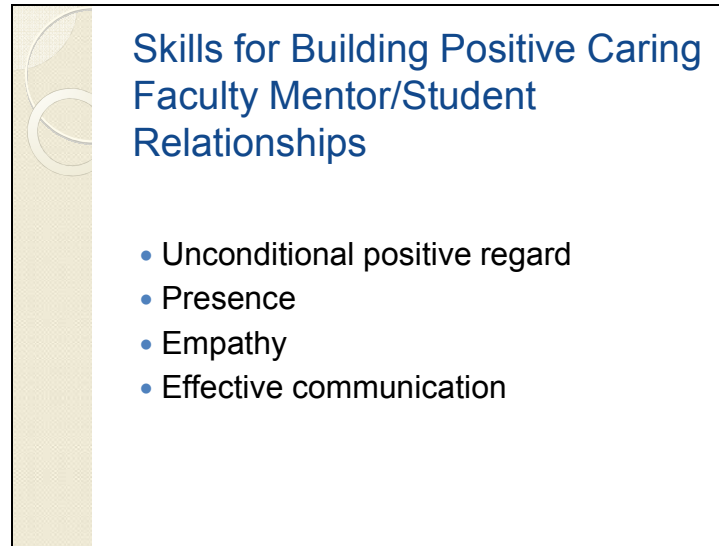 Skills for Building Positive Caring
Faculty Mentor/Student
Relationships
• Unconditional positive regard
• Presence
• Empathy
• Effective communication